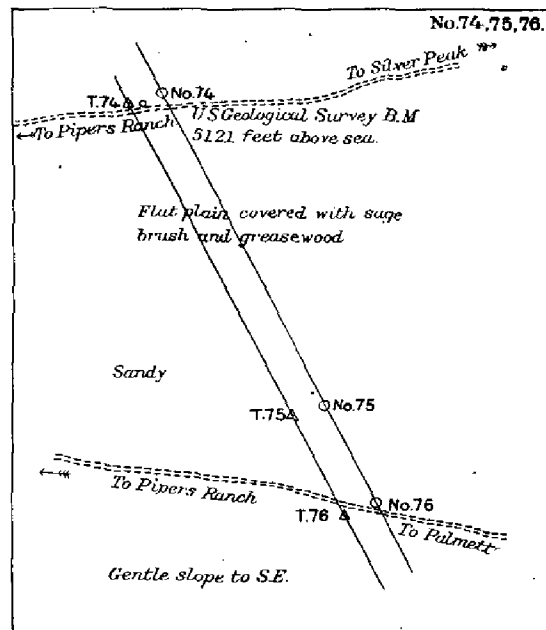 No.74,75,76.
To Silver Peak
T.74
No.74
To Pipers Ranch
US Geological Survey B.M
5121 feet above sea.
Flat plain covered with sage
brush and greasewood
Sandy
T.75
No.75
To Pipers Ranch
No.76
T.76
To Palmett
Gentle slope to S.E.